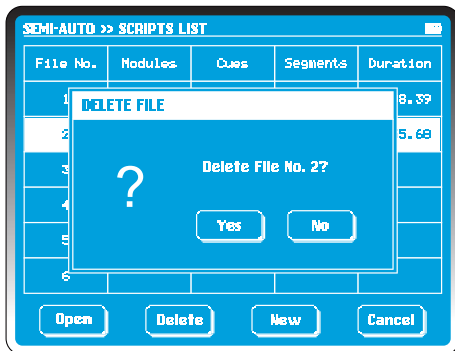 SEMI-AUTO >> SCRIPTS LIST
File No. Modules Cues Segments Duration
1 8.39
DELETE FILE
2 5.68
3
Delete File No. 2?
?
4
Yes No
5
6
Open Delete New Cancel